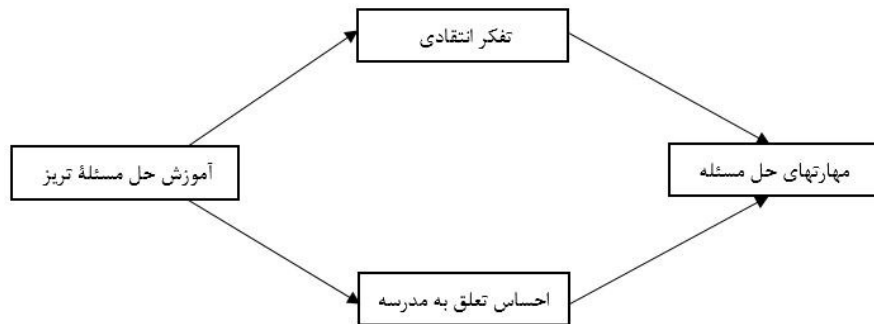 تفکر انتقادی
آموزش حل مسئلۀ تریز
مهارتهای حل مسئله
احساس تعلق به مدرسه